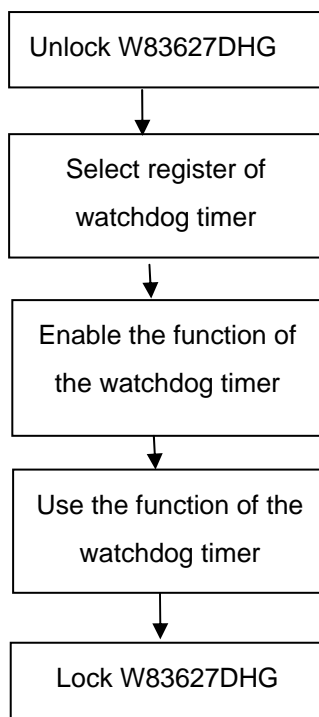 Unlock W83627DHG
Select register of
watchdog timer
Enable the function of
the watchdog timer
Use the function of the
watchdog timer
Lock W83627DHG